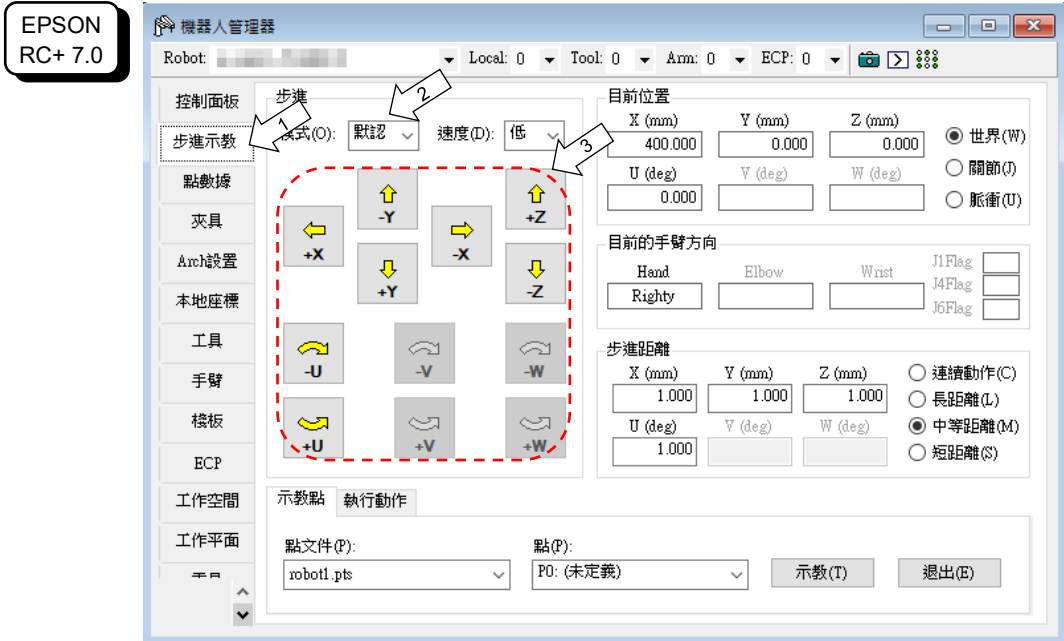 EPSON
RC+ 7.0
機器人管理器
Robot:
Local: 0
Tool: 0
Arm: 0
ECP: 0
控制面板
步進示教
點數據
夾具
Arch設置
本地座標
工具
手臂
棧板
ECP
工作空間
工作平面
步進
1
2
3
模式(O): 默認
速度(D): 低
-Y
+Z
+X
-X
+Y
-Z
-U
-V
-W
+U
+V
+W
目前位置
X (mm) Y (mm) Z (mm)
400.000 0.000 0.000
U (deg) V (deg) W (deg)
0.000
世界(W)
關節(J)
脈衝(U)
目前的手臂方向
Hand Elbow Wrist
Righty
J1Flag
J4Flag
J6Flag
步進距離
X (mm) Y (mm) Z (mm)
1.000 1.000 1.000
U (deg) V (deg) W (deg)
1.000
連續動作(C)
長距離(L)
中等距離(M)
短距離(S)
示教點 執行動作
點文件(P): 點(P):
robot1.pts P0: (未定義) 示教(T) 退出(E)